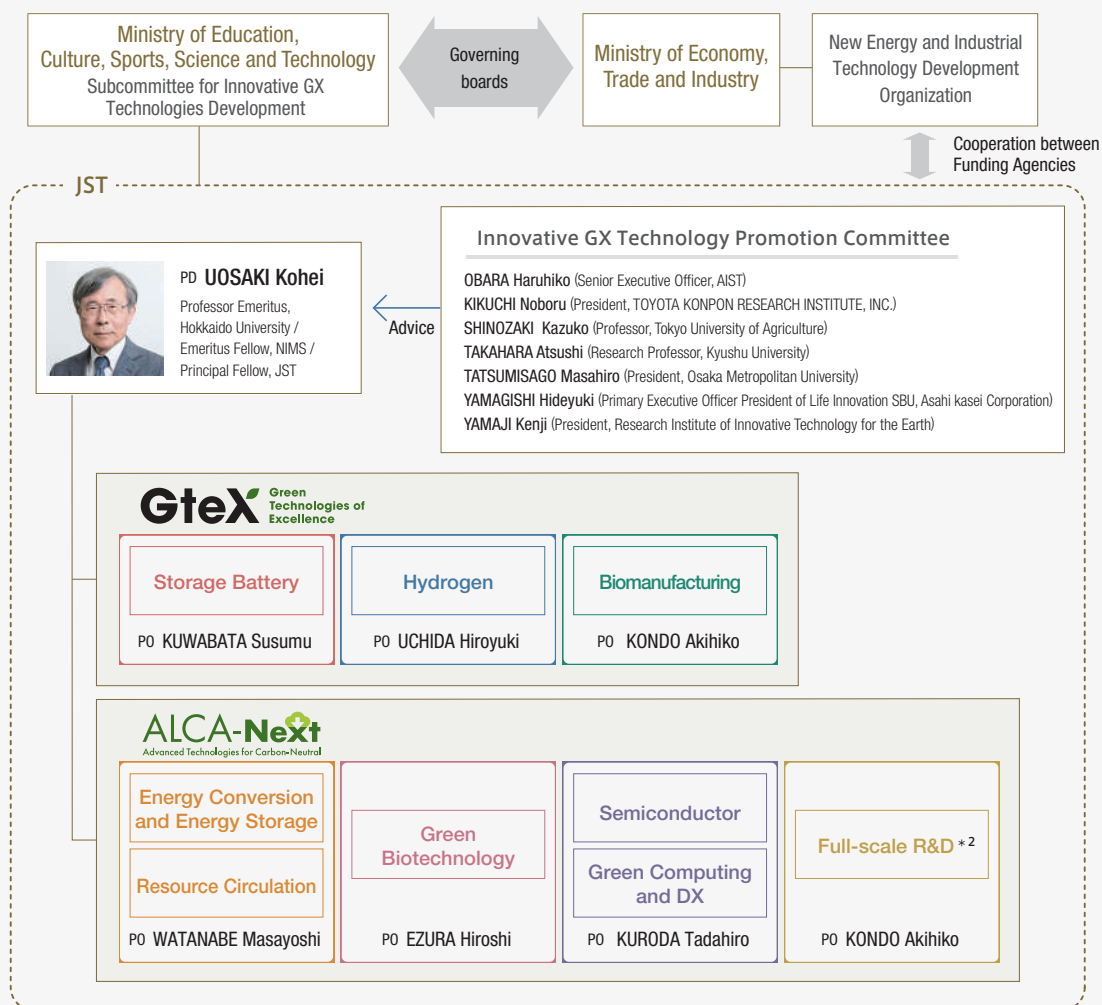 Ministry of Education,
Culture, Sports, Science and Technology
Subcommittee for Innovative GX
Technologies Development
Governing
boards
Ministry of Economy,
Trade and Industry
New Energy and Industrial
Technology Development
Organization
Cooperation between
Funding Agencies
JST
PD UOSAKI Kohei
Professor Emeritus,
Hokkaido University /
Emeritus Fellow, NIMS /
Principal Fellow, JST
Advice
Innovative GX Technology Promotion Committee
OBARA Haruhiko (Senior Executive Officer, AIST)
KIKUCHI Noboru (President, TOYOTA KONPON RESEARCH INSTITUTE, INC.)
SHINOZAKI Kazuko (Professor, Tokyo University of Agriculture)
TAKAHARA Atsushi (Research Professor, Kyushu University)
TATSUMISAGO Masahiro (President, Osaka Metropolitan University)
YAMAGISHI Hideyuki (Primary Executive Officer President of Life Innovation SBU, Asahi kasei Corporation)
YAMAJI Kenji (President, Research Institute of Innovative Technology for the Earth)
GteX
Green
Technologies of
Excellence
Storage Battery
PO KUWABATA Susumu
Hydrogen
PO UCHIDA Hiroyuki
Biomanufacturing
PO KONDO Akihiko
ALCA-Next
Advanced Technologies for Carbon-Neutral
Energy Conversion
and Energy Storage
Resource Circulation
PO WATANABE Masayoshi
Green
Biotechnology
PO EZURA Hiroshi
Semiconductor
Green Computing
and DX
PO KURODA Tadahiro
Full-scale R&D *2
PO KONDO Akihiko